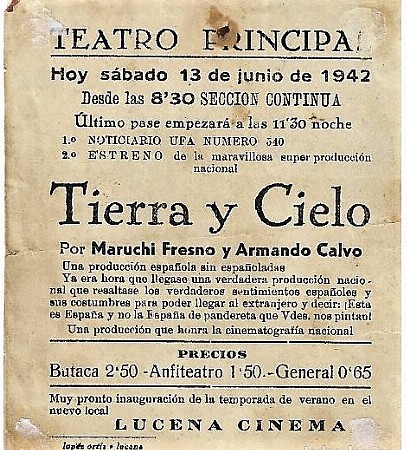 TEATRO PRINCIPAL
Hoy sábado 13 de junio de 1942
Desde las 8'30 SECCION CONTINUA
Último pase empezará a las 11'30 noche
1.º NOTICIARIO UFA NUMERO 540
2.º ESTRENO de la maravillosa super producción
nacional
Tierra y Cielo
Por Maruchi Fresno y Armando Calvo
Una producción española sin españoladas
Ya era hora que llegase una verdadera producción nacio-
nal que resaltase los verdaderos sentimientos españoles y
sus costumbres para poder llegar al extranjero y decir: ¡Esta
es España y no la España de pandereta que Vdes. nos pintan!
Una producción que honra la cinematografía nacional
PRECIOS
Butaca 2'50 -Anfiteatro 1'50.-General 0'65
Muy pronto inauguración de la temporada de verano en el
nuevo local
LUCENA CINEMA
lopés ortiz - lucena